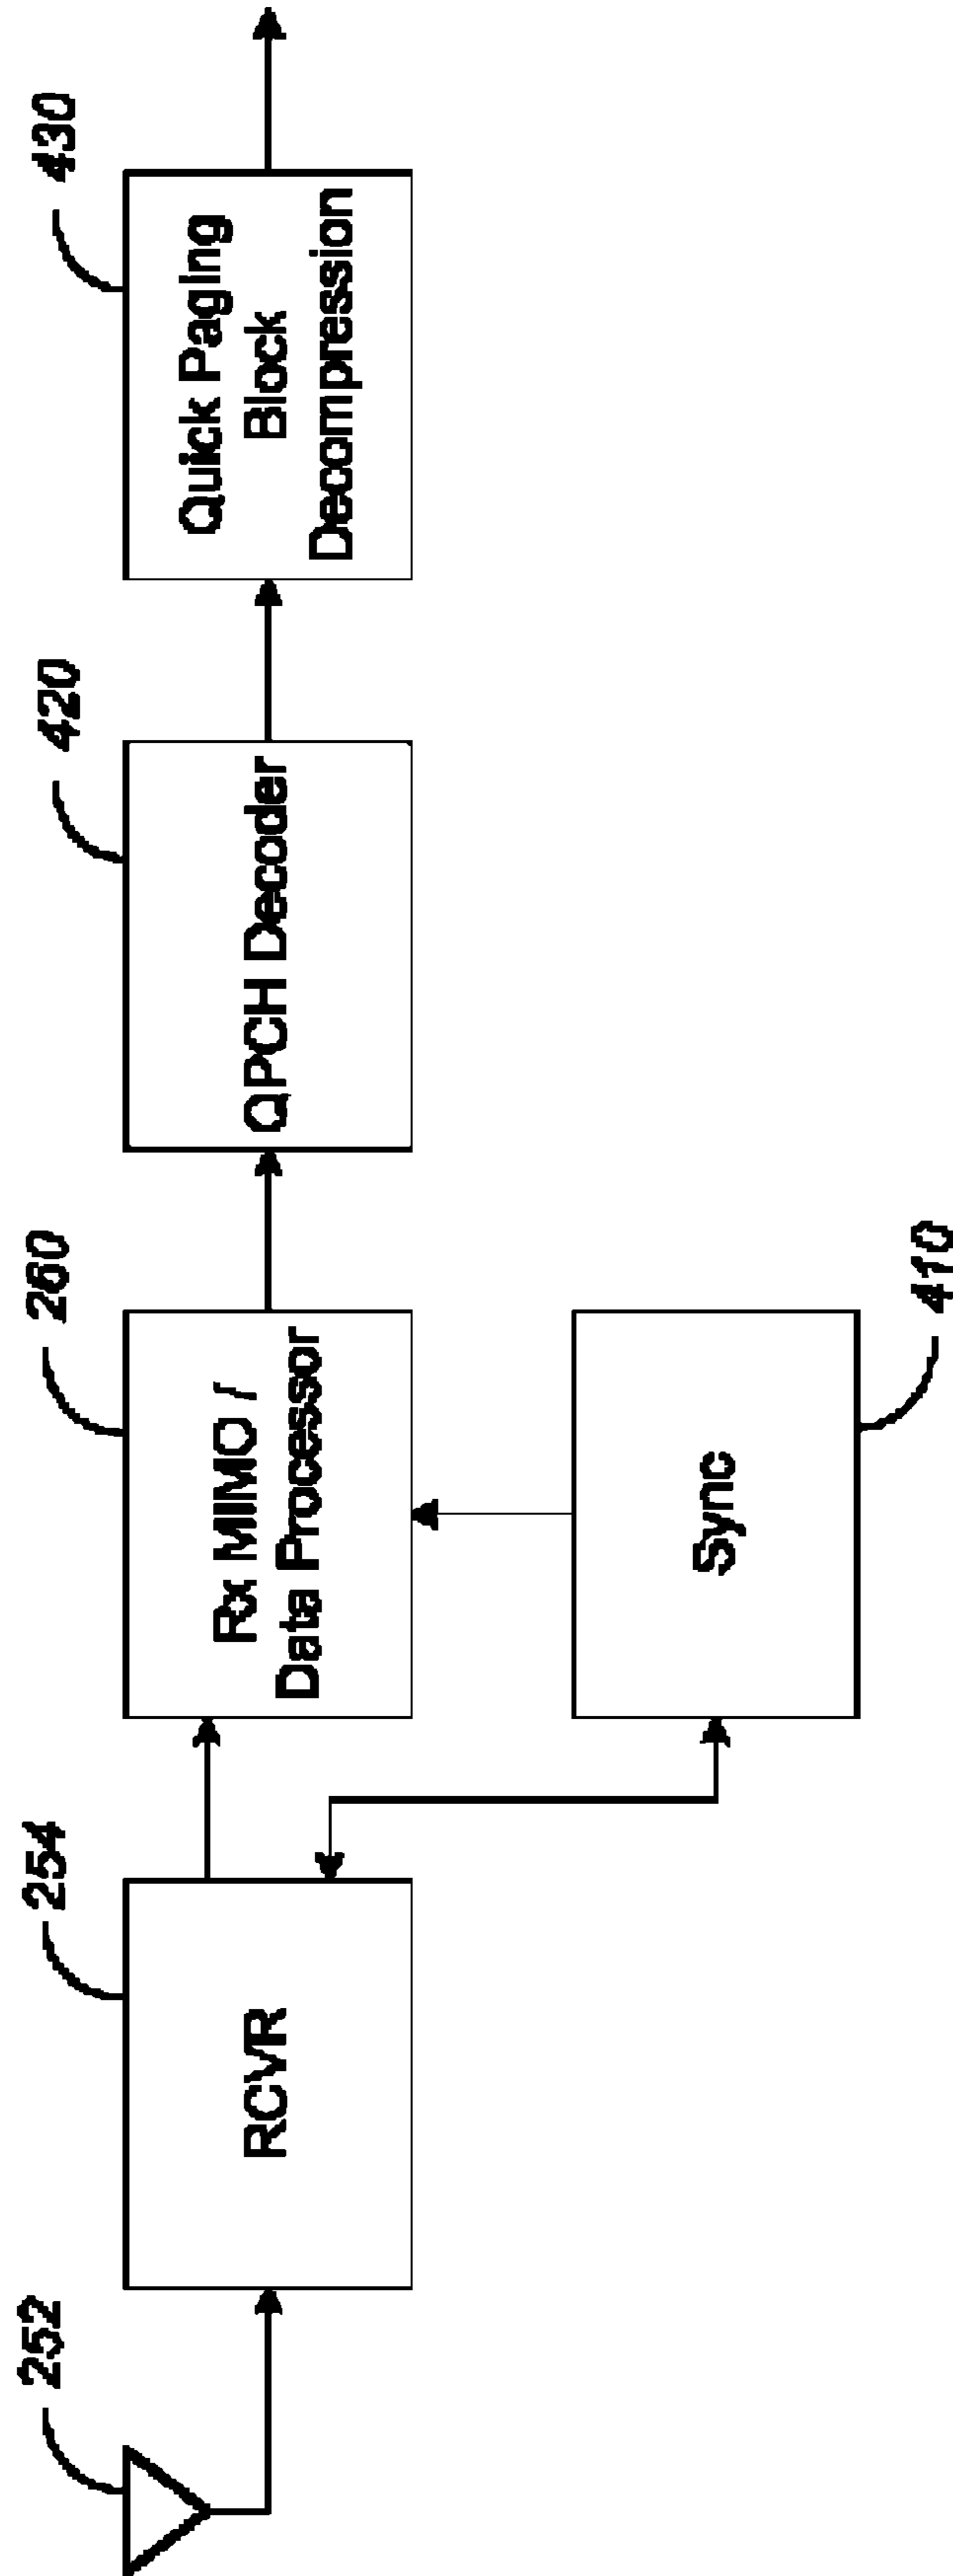 252
RCVR
254
Rx MIMO /
Data Processor
260
Sync
410
QPCH Decoder
420
Quick Paging
Block
Decompression
430